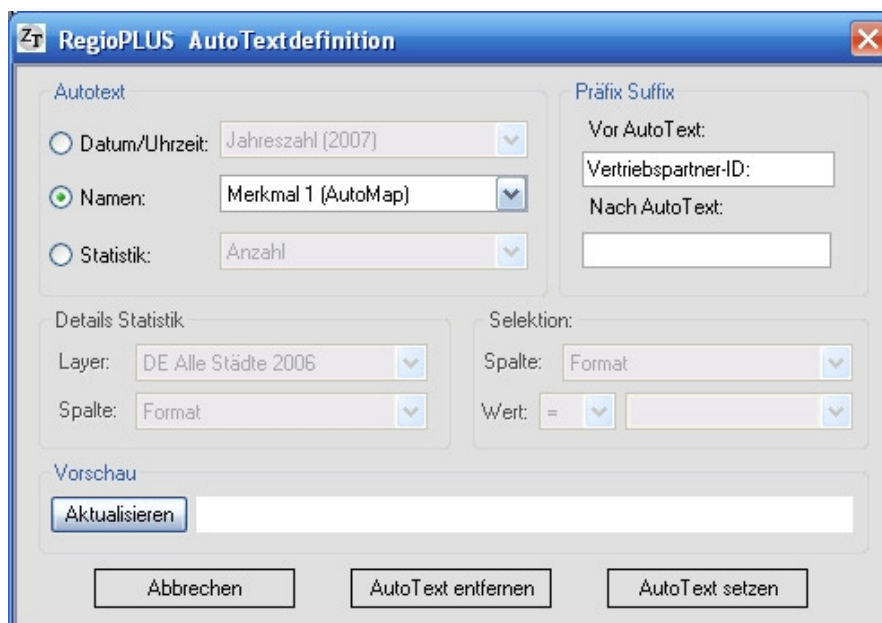 ZT RegioPLUS AutoTextdefinition
Autotext
Datum/Uhrzeit: Jahreszahl (2007)
Namen: Merkmal 1 (AutoMap)
Statistik: Anzahl
Präfix Suffix
Vor AutoText:
Vertriebspartner-ID:
Nach AutoText:
Details Statistik
Layer: DE Alle Städte 2006
Spalte: Format
Selektion:
Spalte: Format
Wert: =
Vorschau
Aktualisieren
Abbrechen AutoText entfernen AutoText setzen